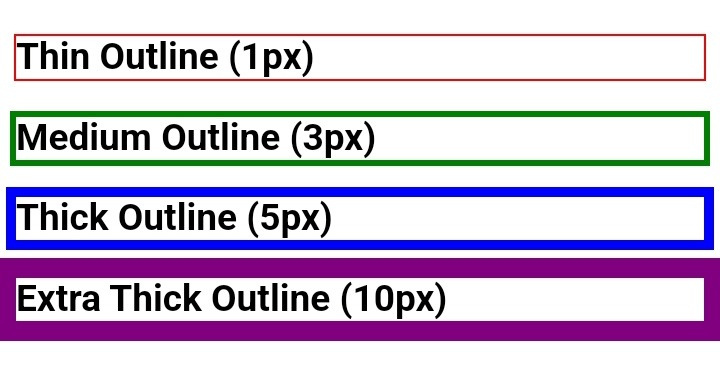 Thin Outline (1px)
Medium Outline (3px)
Thick Outline (5px)
Extra Thick Outline (10px)